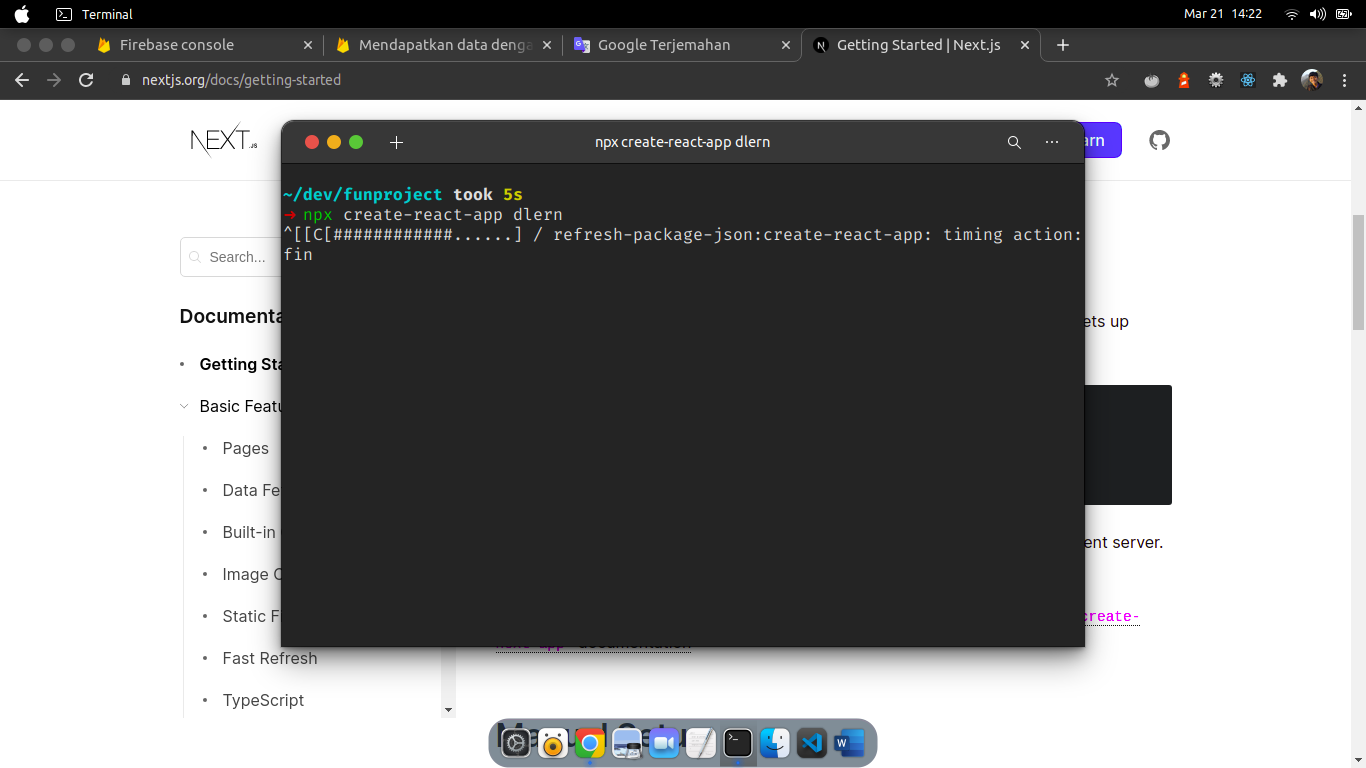 Terminal
Mar 21 14:22
Firebase console
Mendapatkan data denga
Google Terjemahan
Getting Started | Next.js
nextjs.org/docs/getting-started
NEXT.JS
npx create-react-app dlern
arn
~/dev/funproject took 5s
→ npx create-react-app dlern
^[[C[############......] / refresh-package-json:create-react-app: timing action:
fin
Search...
Documenta
ets up
Getting Sta
Basic Featu
Pages
Data Fe
Built-in
ent server.
Image
Static F
create-
Fast Refresh
TypeScript